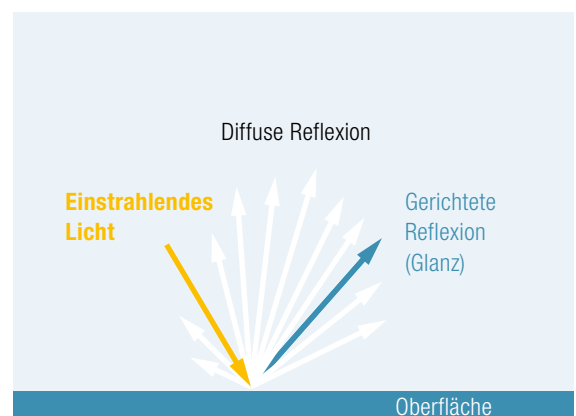 Diffuse Reflexion
Einstrahlendes
Licht
Gerichtete
Reflexion
(Glanz)
Oberfläche